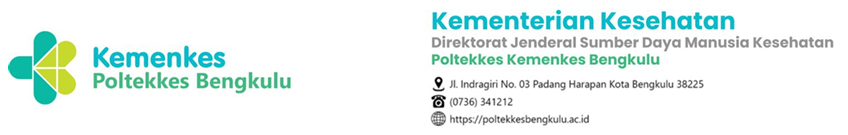 Kemenkes
Poltekkes Bengkulu
Kementerian Kesehatan
Direktorat Jenderal Sumber Daya Manusia Kesehatan
Poltekkes Kemenkes Bengkulu
Jl. Indragiri No. 03 Padang Harapan Kota Bengkulu 38225
(0736) 341212
https://poltekkesbengkulu.ac.id